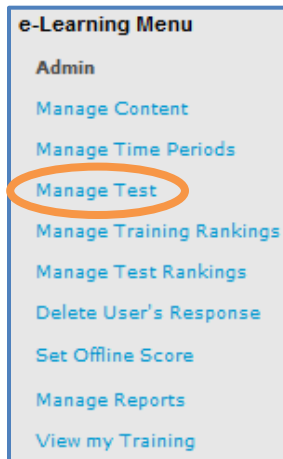 e-Learning Menu
Admin
Manage Content
Manage Time Periods
Manage Test
Manage Training Rankings
Manage Test Rankings
Delete User's Response
Set Offline Score
Manage Reports
View my Training